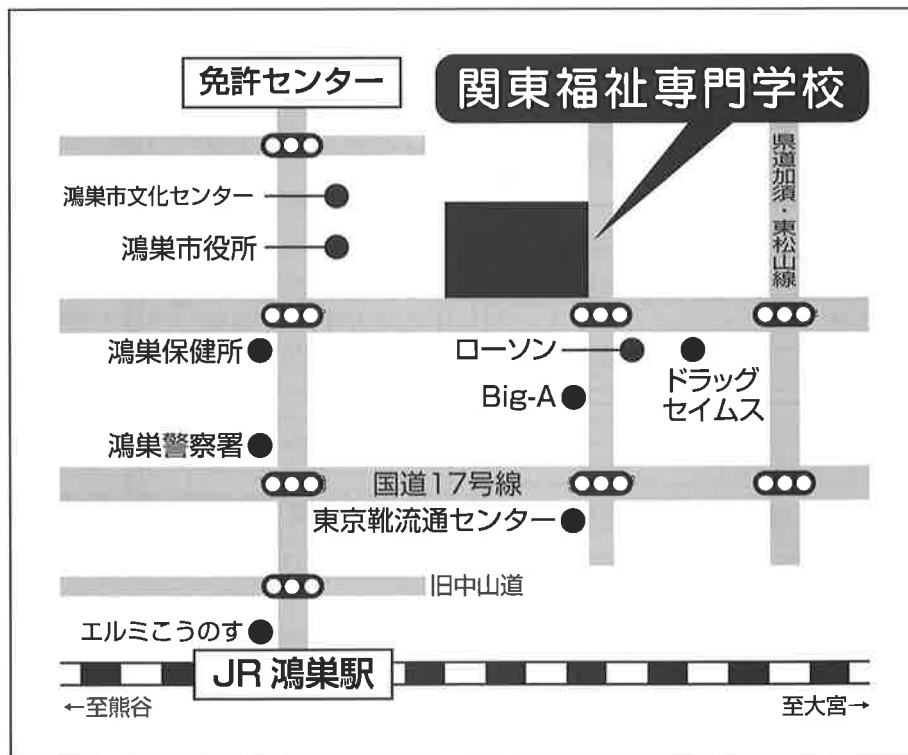 免許センター
関東福祉専門学校
県道加須・東松山線
鴻巣市文化センター
鴻巣市役所
鴻巣保健所
ローソン
ドラッグ
セイムス
Big-A
鴻巣警察署
国道17号線
東京靴流通センター
旧中山道
エルミこうのす
JR 鴻巣駅
←至熊谷
至大宮→